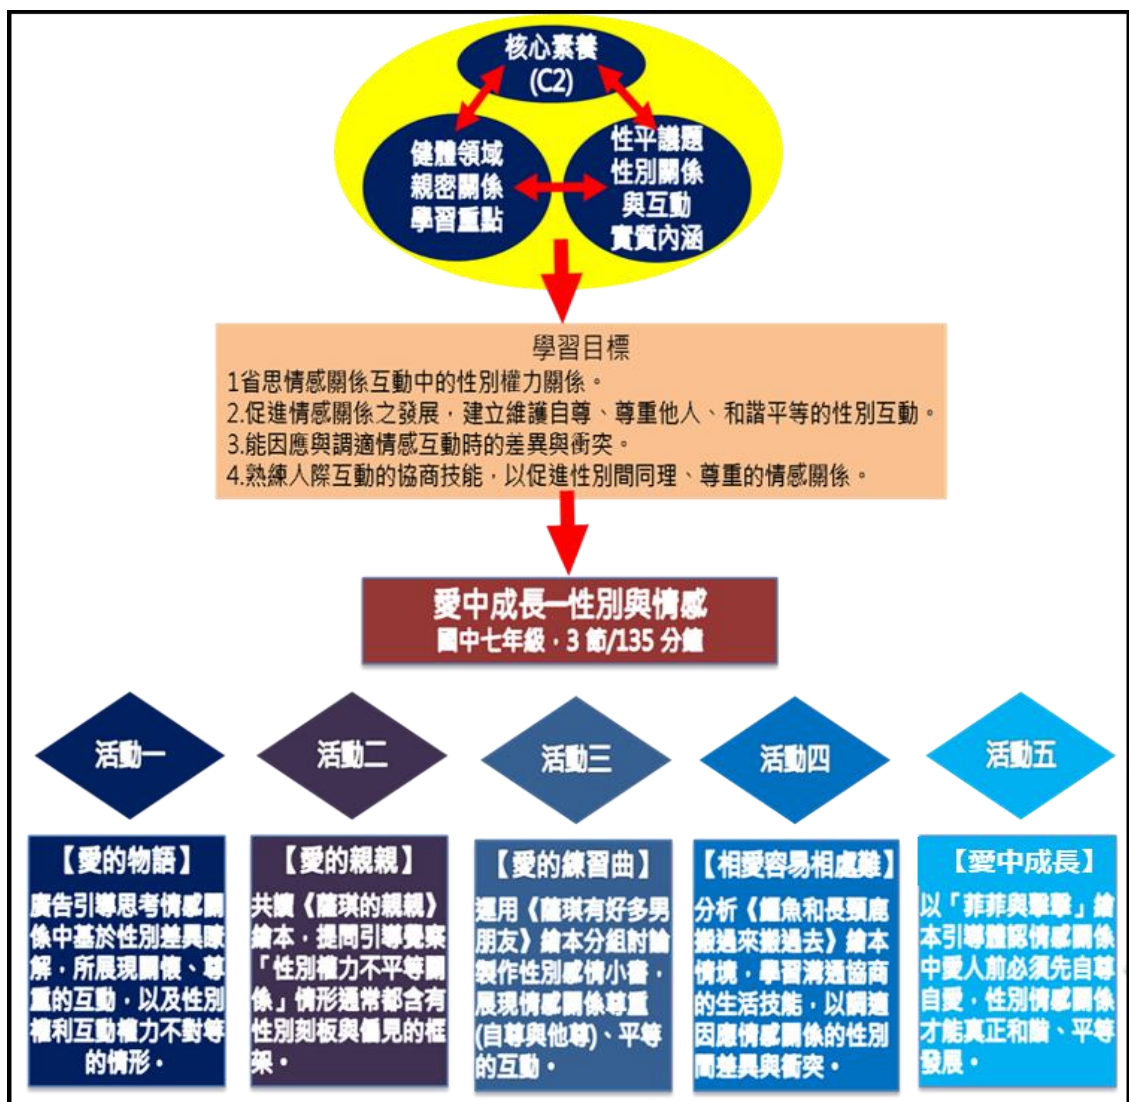 核心素養
(C2)
健體領域
親密關係
學習重點
性平議題
性別關係
與互動
實質內涵
學習目標
1省思情感關係互動中的性別權力關係。
2.促進情感關係之發展，建立維護自尊、尊重他人、和諧平等的性別互動。
3.能因應與調適情感互動時的差異與衝突。
4.熟練人際互動的協商技能，以促進性別間同理、尊重的情感關係。
愛中成長—性別與情感
國中七年級，3 節/135 分鐘
活動一
活動二
活動三
活動四
活動五
【愛的物語】
廣告引導思考情感關
係中基於性別差異瞭
解，所展現關懷、尊
重的互動，以及性別
權利互動權力不對等
的情形。
【愛的親親】
共讀《薩琪的親親》
繪本，提問引導覺察
「性別權力不平等關
係」情形通常都含有
性別刻板與偏見的框
架。
【愛的練習曲】
運用《薩琪有好多男
朋友》繪本分組討論
製作性別感情小書，
展現情感關係尊重
(自尊與他尊)、平等
的互動。
【相愛容易相處難】
分析《鱷魚和長頸鹿
搬過來搬過去》繪本
情境，學習溝通協商
的生活技能，以調適
因應情感關係的性別
間差異與衝突。
【愛中成長】
以「菲菲與擊擊」繪
本引導體認情感關係
中愛人前必須先自尊
自愛，性別情感關係
才能真正和諧、平等
發展。